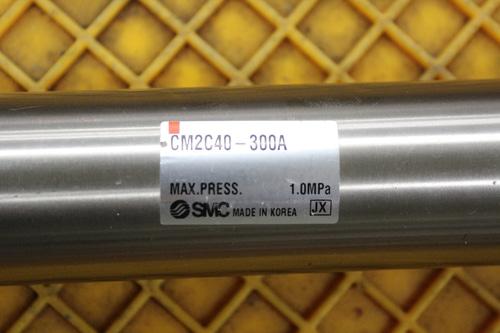 CM2C40-300A
MAX.PRESS. 1.0MPa
SMC MADE IN KOREA JX